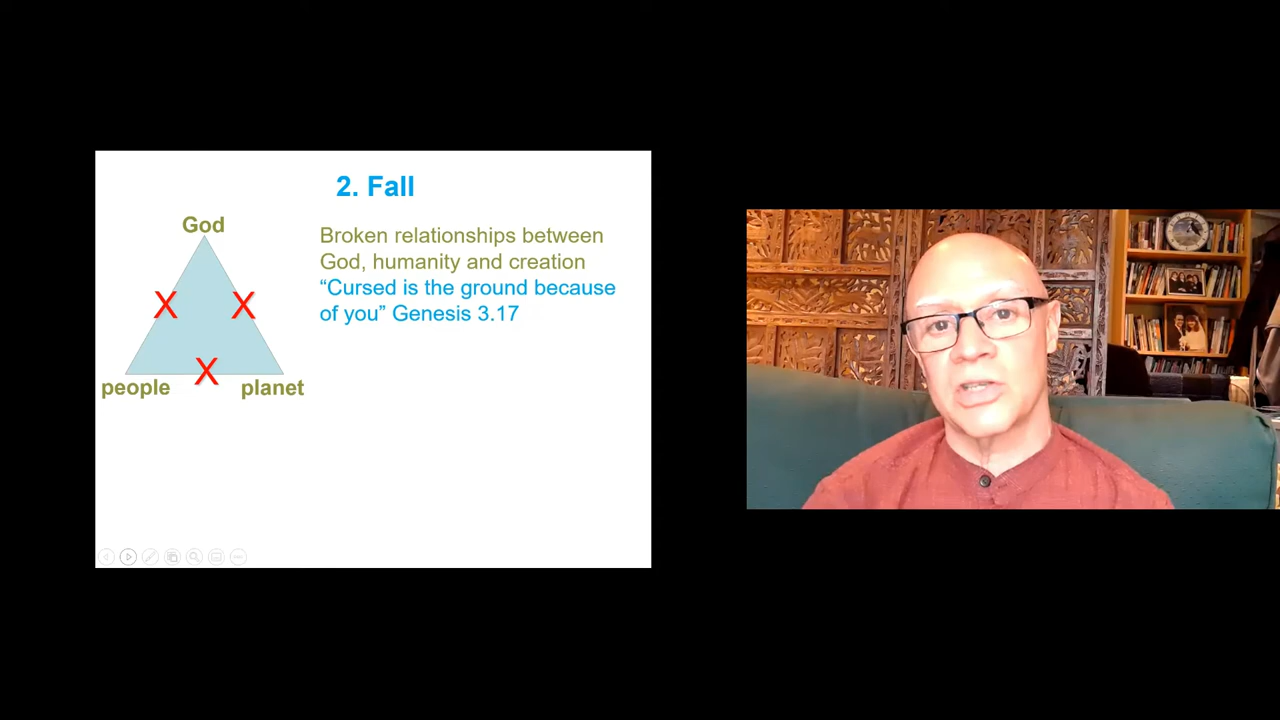 2. Fall
God
Broken relationships between
God, humanity and creation
“Cursed is the ground because
of you” Genesis 3.17
X X
X
people planet